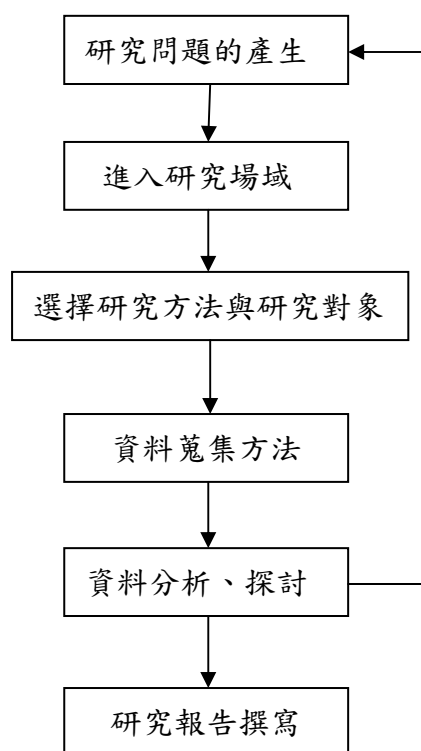 研究問題的產生
進入研究場域
選擇研究方法與研究對象
資料蒐集方法
資料分析、探討
研究報告撰寫